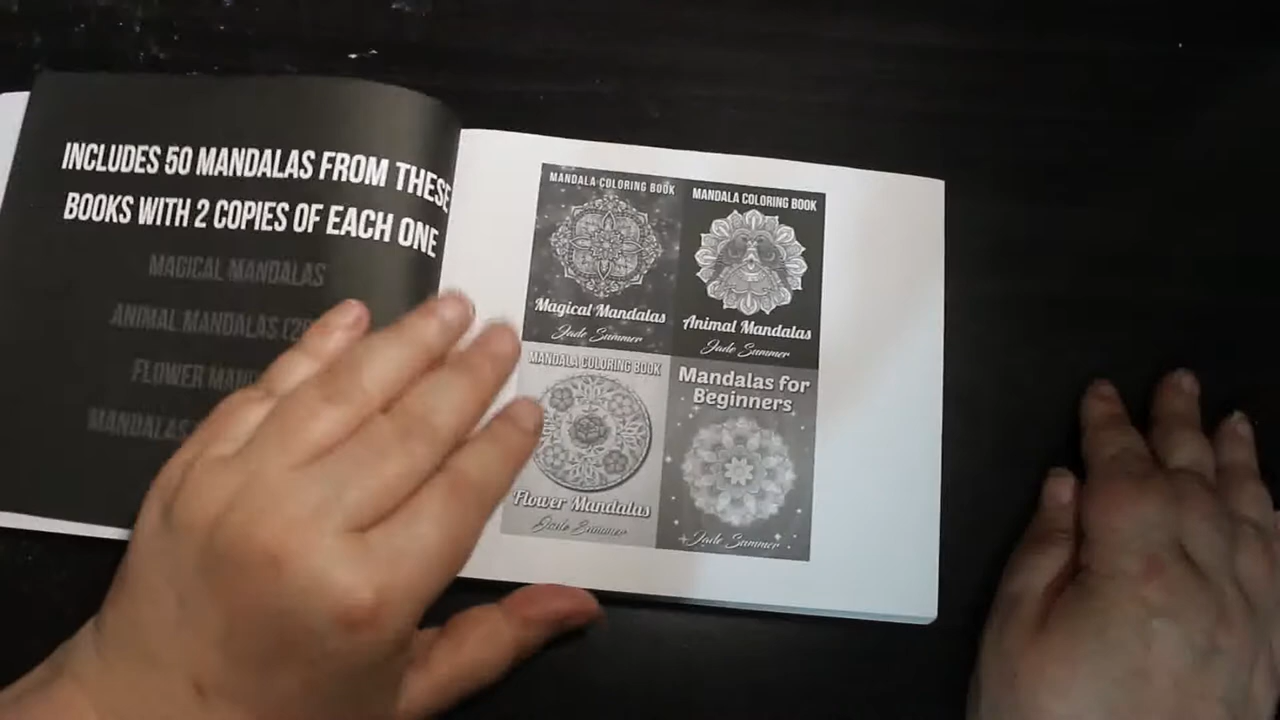 INCLUDES 50 MANDALAS FROM THESE
BOOKS WITH 2 COPIES OF EACH ONE
MAGICAL MANDALAS
ANIMAL MANDALAS
FLOWER
MANDALAS
MANDALA COLORING BOOK
Magical Mandalas
Jade Summer
MANDALA COLORING BOOK
Animal Mandalas
Jade Summer
MANDALA COLORING BOOK
Flower Mandalas
Jade Summer
Mandalas for
Beginners
Jade Summer